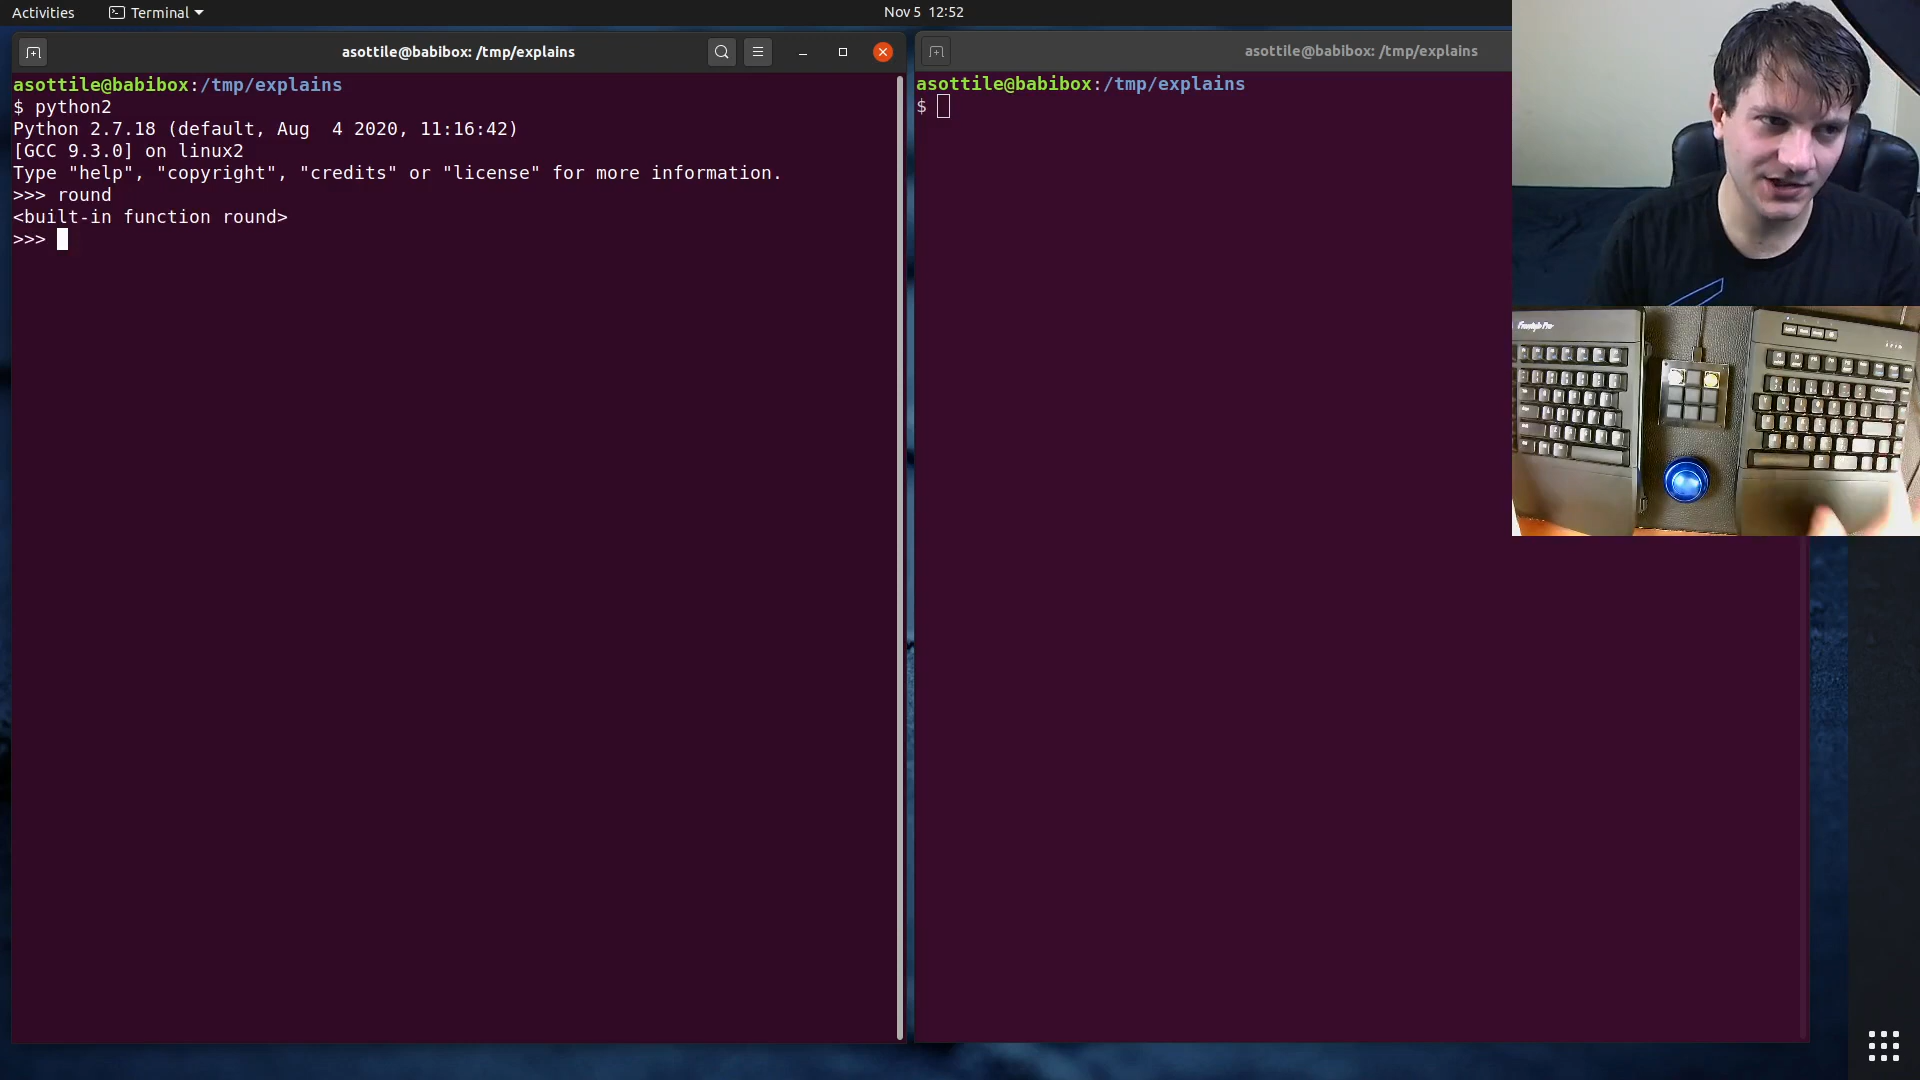 Activities
Terminal
Nov 5 12:52
asottile@babibox: /tmp/explains
asottile@babibox:/tmp/explains
$ python2
Python 2.7.18 (default, Aug  4 2020, 11:16:42)
[GCC 9.3.0] on linux2
Type "help", "copyright", "credits" or "license" for more information.
>>> round
<built-in function round>
>>>
asottile@babibox: /tmp/explains
asottile@babibox:/tmp/explains
$
Freestyle Pro